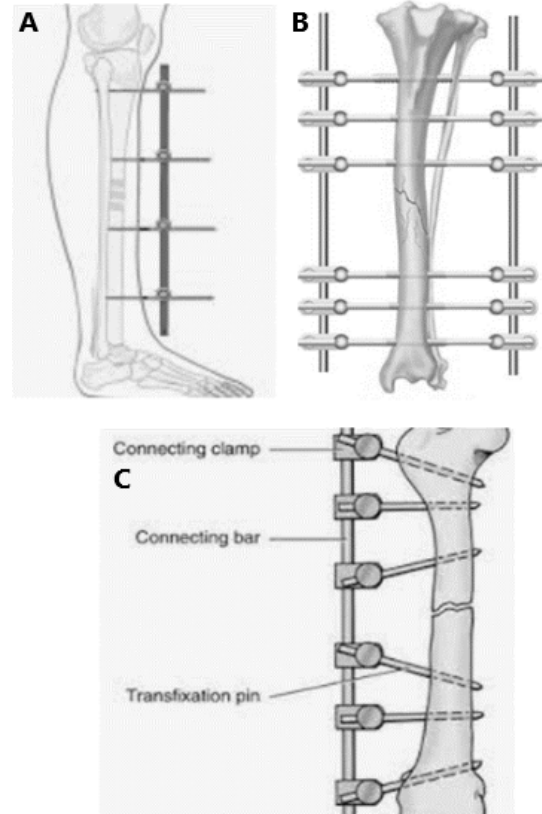 A
B
Connecting clamp
C
Connecting bar
Transfixation pin